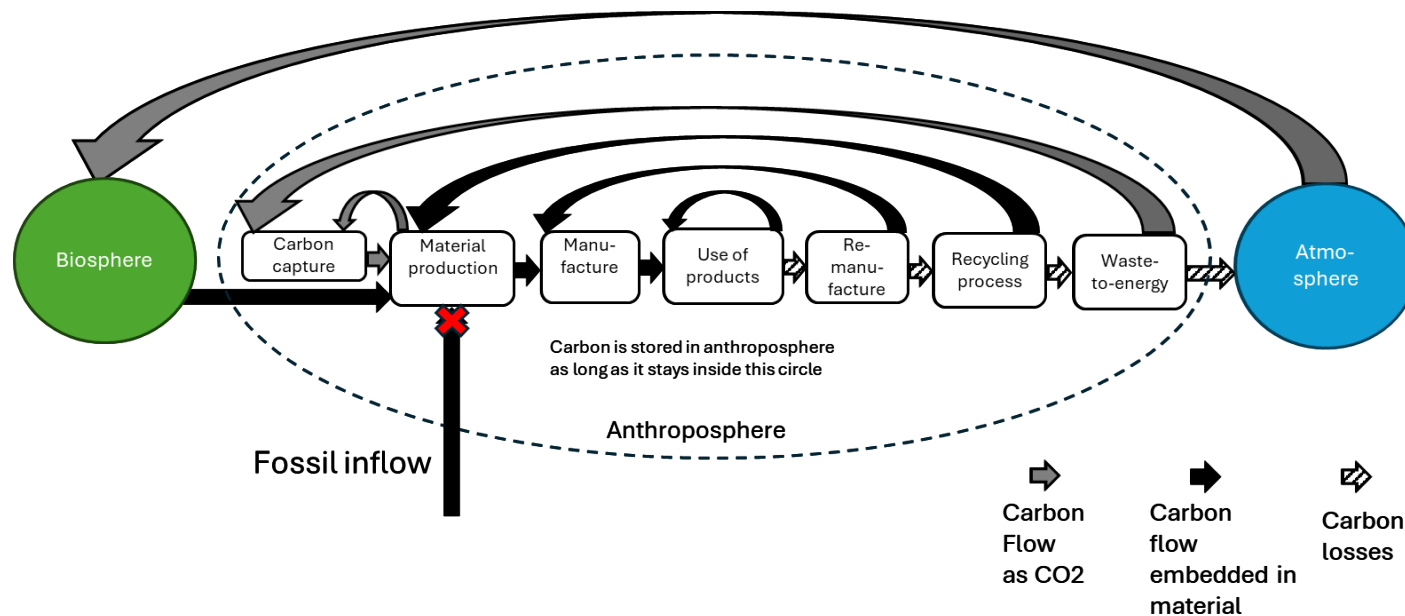 Biosphere
Carbon
capture
Material
production
Manu-
facture
Use of
products
Re-
manu-
facture
Recycling
process
Waste-
to-energy
Atmo-
sphere
Carbon is stored in anthroposphere
as long as it stays inside this circle
Anthroposphere
Fossil inflow
Carbon
Flow
as CO2
Carbon
flow
embedded in
material
Carbon
losses